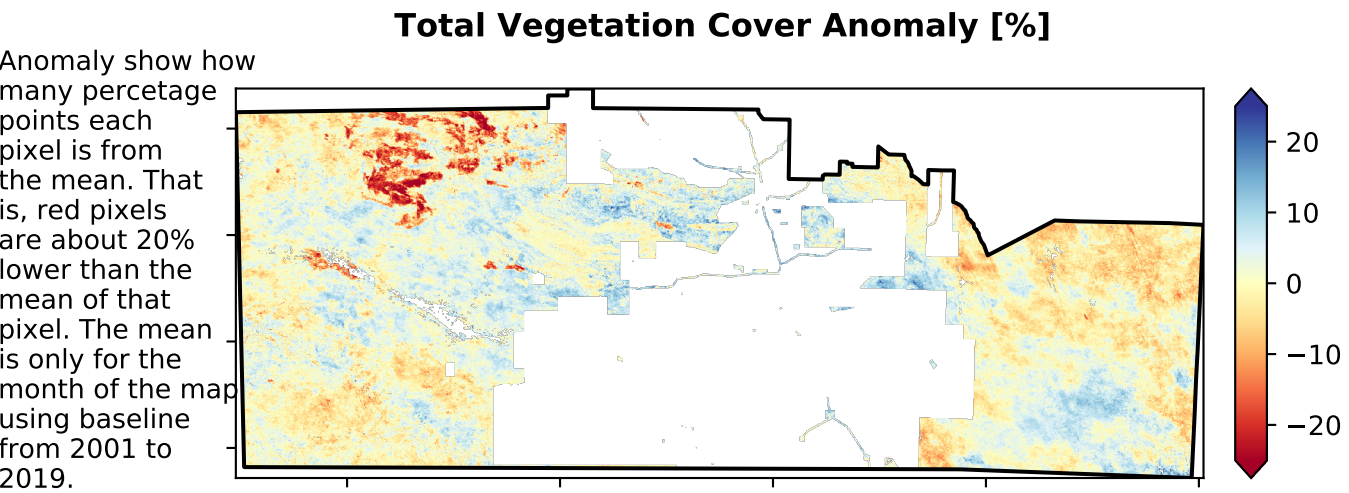 Total Vegetation Cover Anomaly [%]
Anomaly show how
many percetage
points each
pixel is from
the mean. That
is, red pixels
are about 20%
lower than the
mean of that
pixel. The mean
is only for the
month of the map
using baseline
from 2001 to
2019.
20
10
0
−10
−20